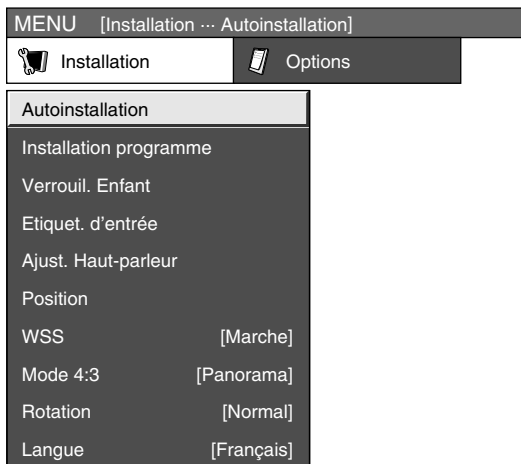 MENU [Installation ··· Autoinstallation]
Installation Options
Autoinstallation
Installation programme
Verrouil. Enfant
Etiquet. d'entrée
Ajust. Haut-parleur
Position
WSS [Marche]
Mode 4:3 [Panorama]
Rotation [Normal]
Langue [Français]